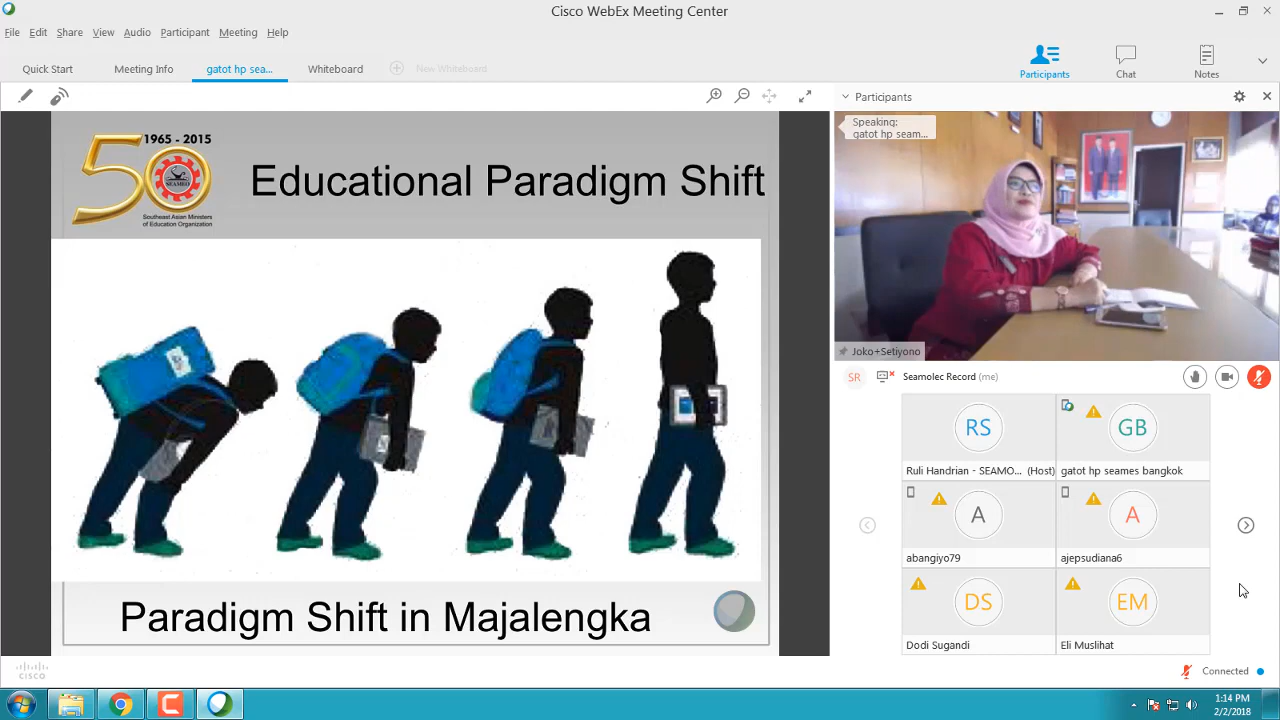 Cisco WebEx Meeting Center
File Edit Share View Audio Participant Meeting Help
Quick Start
Meeting Info
gatot hp sea...
Whiteboard
New Whiteboard
Participants
Chat
Notes
1965 - 2015
50
SEAMEO
Southeast Asian Ministers
of Education Organization
Educational Paradigm Shift
Paradigm Shift in Majalengka
Participants
Speaking:
gatot hp seam...
Joko+Setiyono
SR
Seamolec Record (me)
RS
Ruli Handrian - SEAMO... (Host)
GB
gatot hp seames bangkok
A
abangiyo79
A
ajepsudiana6
DS
Dodi Sugandi
EM
Eli Muslihat
cisco
Connected
1:14 PM
2/2/2018